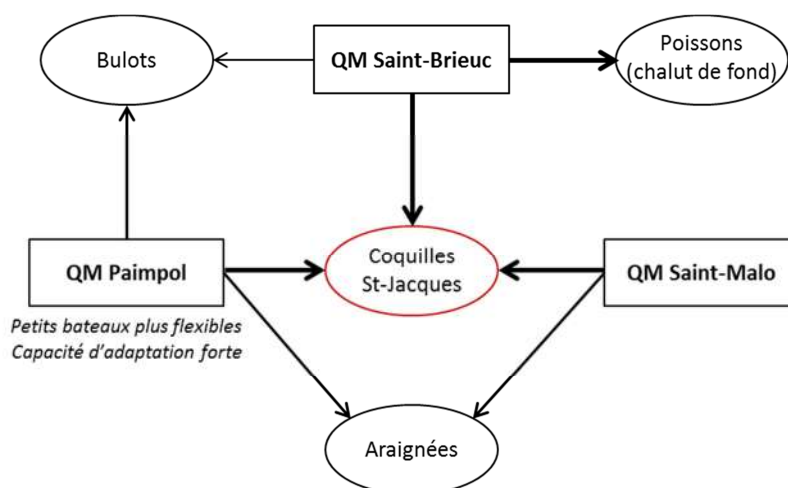 Bulots
QM Saint-Brieuc
Poissons
(chalut de fond)
QM Paimpol
Coquilles
St-Jacques
QM Saint-Malo
Petits bateaux plus flexibles
Capacité d'adaptation forte
Araignées